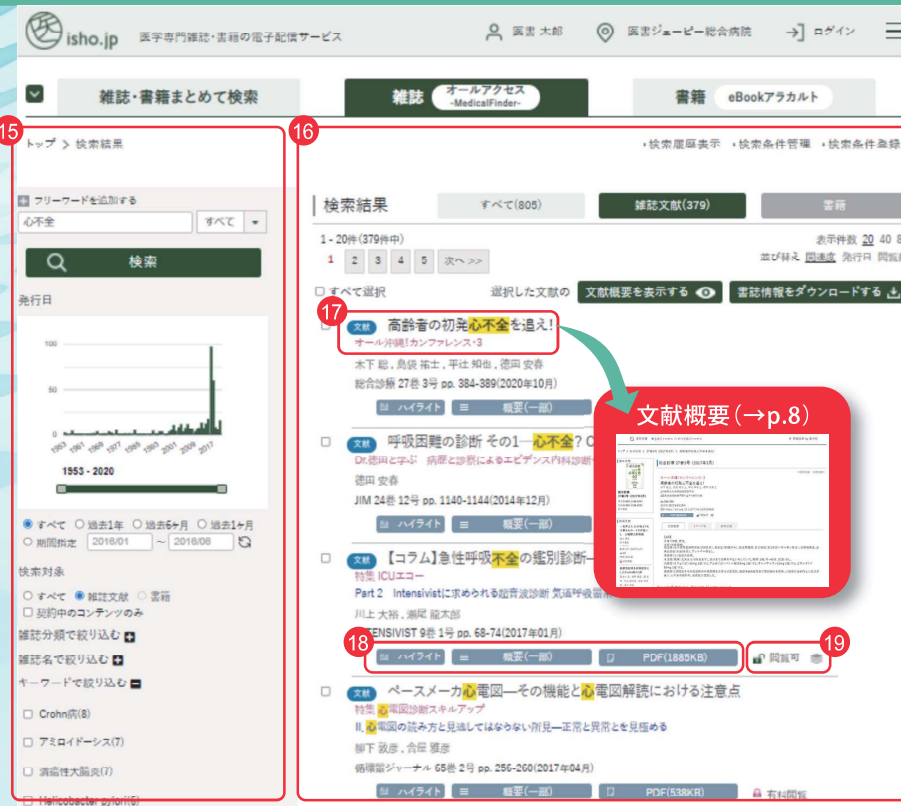 医 isho.jp 医学専門雑誌・書籍の電子配信サービス 医書 太郎 医書ジェーピー総合病院 ログイン
雑誌・書籍まとめて検索 雑誌 オールアクセス -MedicalFinder- 書籍 eBookアラカルト
15
16
トップ > 検索結果
検索履歴表示 検索条件管理 検索条件登録
フリーワードを追加する
心不全 すべて
検索
発行日
100
50
1953 1961 1969 1977 1985 1993 2001 2009 2017
1953 - 2020
すべて 過去1年 過去6ヶ月 過去1ヶ月
期間指定 2016/01 ~ 2016/08
検索対象
すべて 雑誌文献 書籍
契約中のコンテンツのみ
雑誌分類で絞り込む
雑誌名で絞り込む
キーワードで絞り込む
Crohn病(8)
アミロイドーシス(7)
潰瘍性大腸炎(7)
Helicobacter pylori(6)
検索結果 すべて(805) 雑誌文献(379) 書籍
1 - 20件(379件中) 表示件数 20 40 8
1 2 3 4 5 次へ >> 並び替え 関連度 発行日 閲覧
すべて選択 選択した文献の 文献概要を表示する 書誌情報をダウンロードする
17
文献 高齢者の初発心不全を追え!
オール沖縄!カンファレンス・3
木下 聡, 島袋 祐士, 平辻 知也, 徳田 安春
総合診療 27巻 3号 pp. 384-389(2020年10月)
ハイライト 概要(一部)
文献概要(→p.8)
文献 呼吸困難の診断 その1―心不全? C
Dr.徳田と学ぶ 病歴と診察によるエビデンス内科診断
徳田 安春
JIM 24巻 12号 pp. 1140-1144(2014年12月)
ハイライト 概要(一部)
文献 【コラム】急性呼吸不全の鑑別診断―
特集 ICUエコー
Part 2 Intensivistに求められる超音波診断 気道呼吸
川上 大裕, 瀬尾 龍太郎
ENSIVIST 9巻 1号 pp. 68-74(2017年01月)
18
ハイライト 概要(一部) PDF(1885KB) 閲覧可
19
文献 ペースメーカ心電図―その機能と心電図解読における注意点
特集 心電図診断スキルアップ
II. 心電図の読み方と見逃してはならない所見―正常と異常とを見極める
柳下 敦彦, 合屋 雅彦
循環器ジャーナル 65巻 2号 pp. 256-260(2017年04月)
ハイライト 概要(一部) PDF(538KB) 有料閲覧